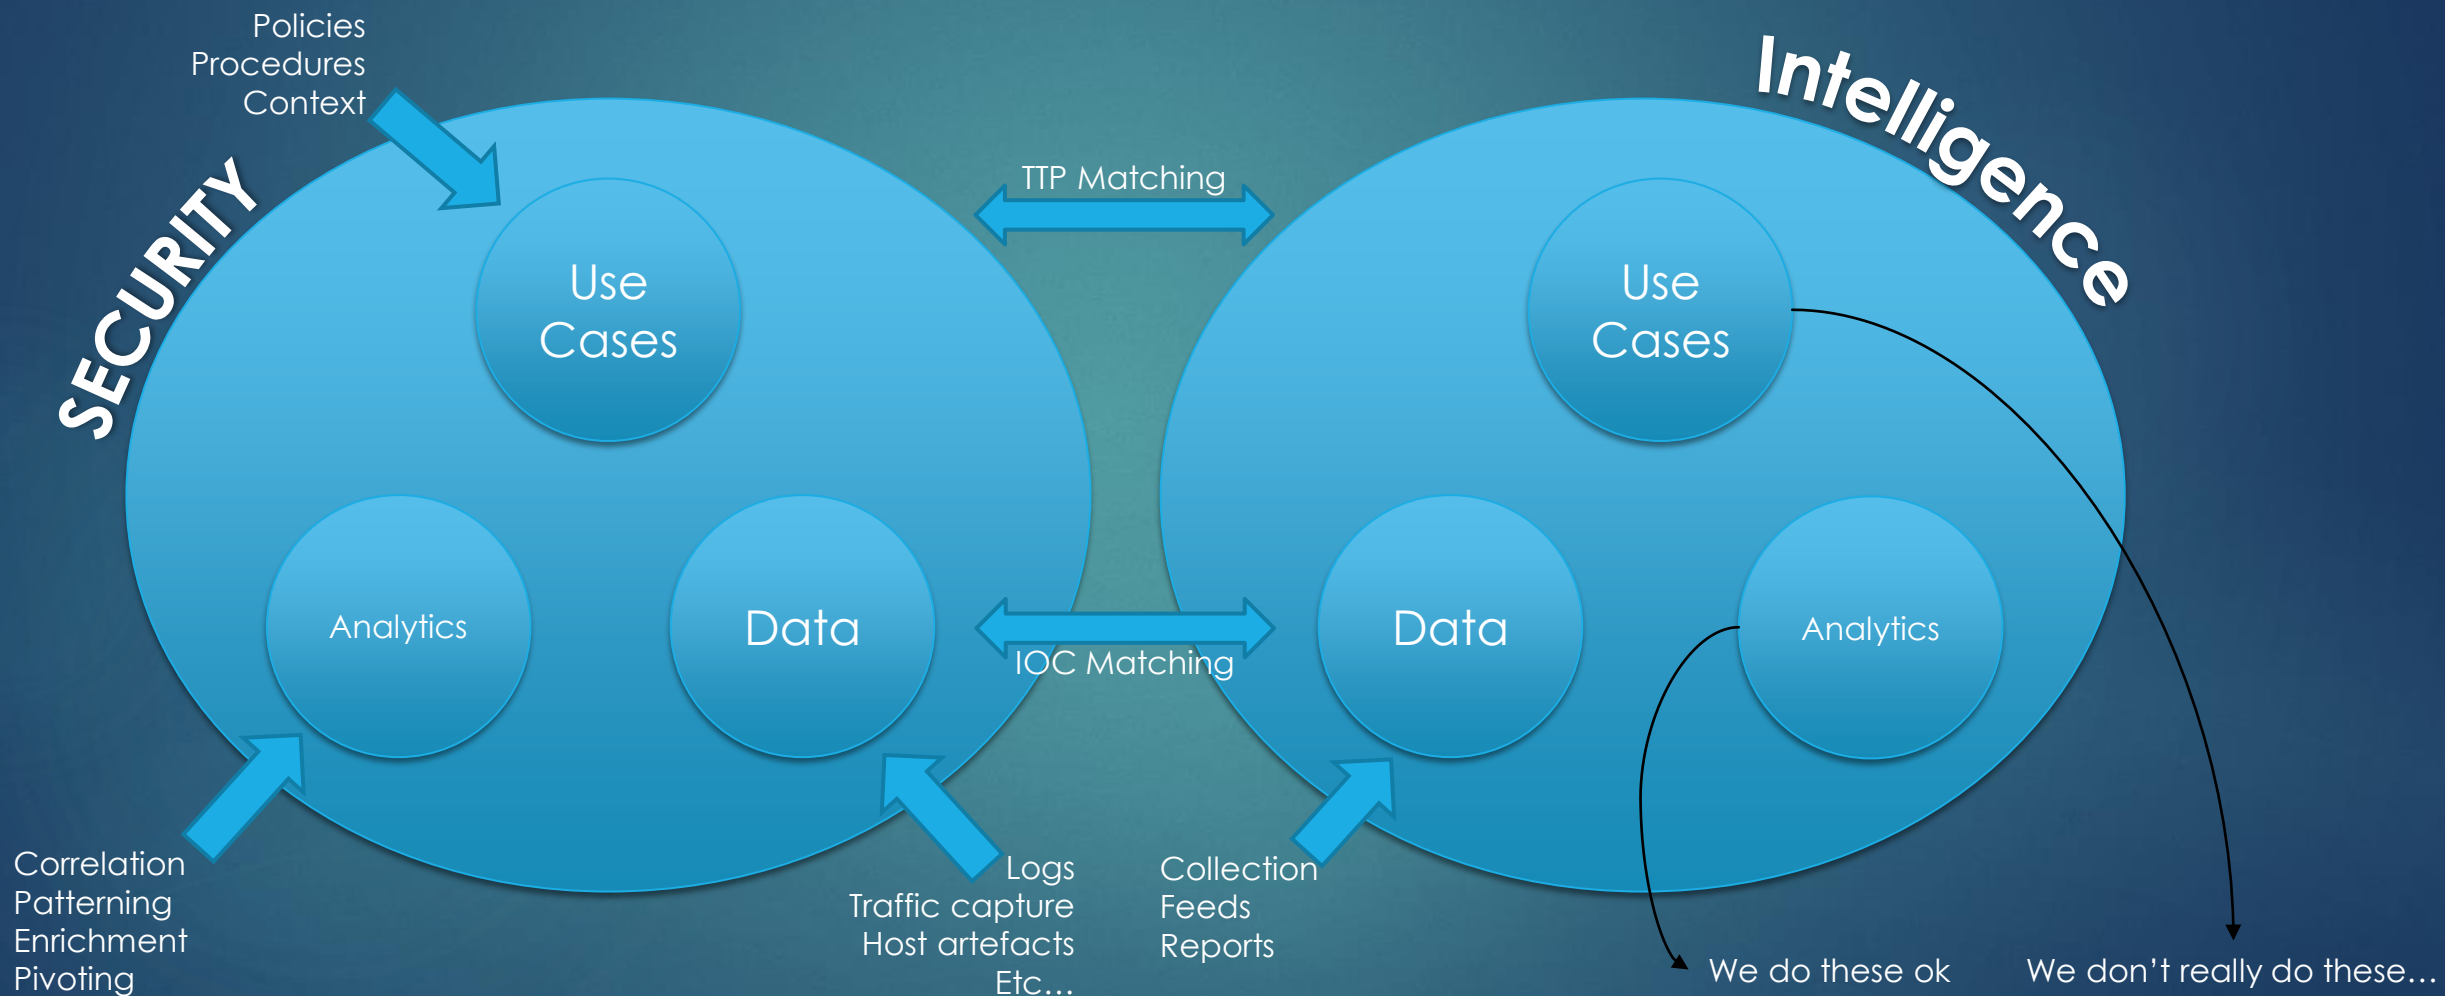 Policies
Procedures
Context
SECURITY
Intelligence
TTP Matching
Use
Cases
Use
Cases
Analytics
Data
IOC Matching
Data
Analytics
Correlation
Patterning
Enrichment
Pivoting
Logs
Traffic capture
Host artefacts
Etc…
Collection
Feeds
Reports
We do these ok
We don’t really do these…